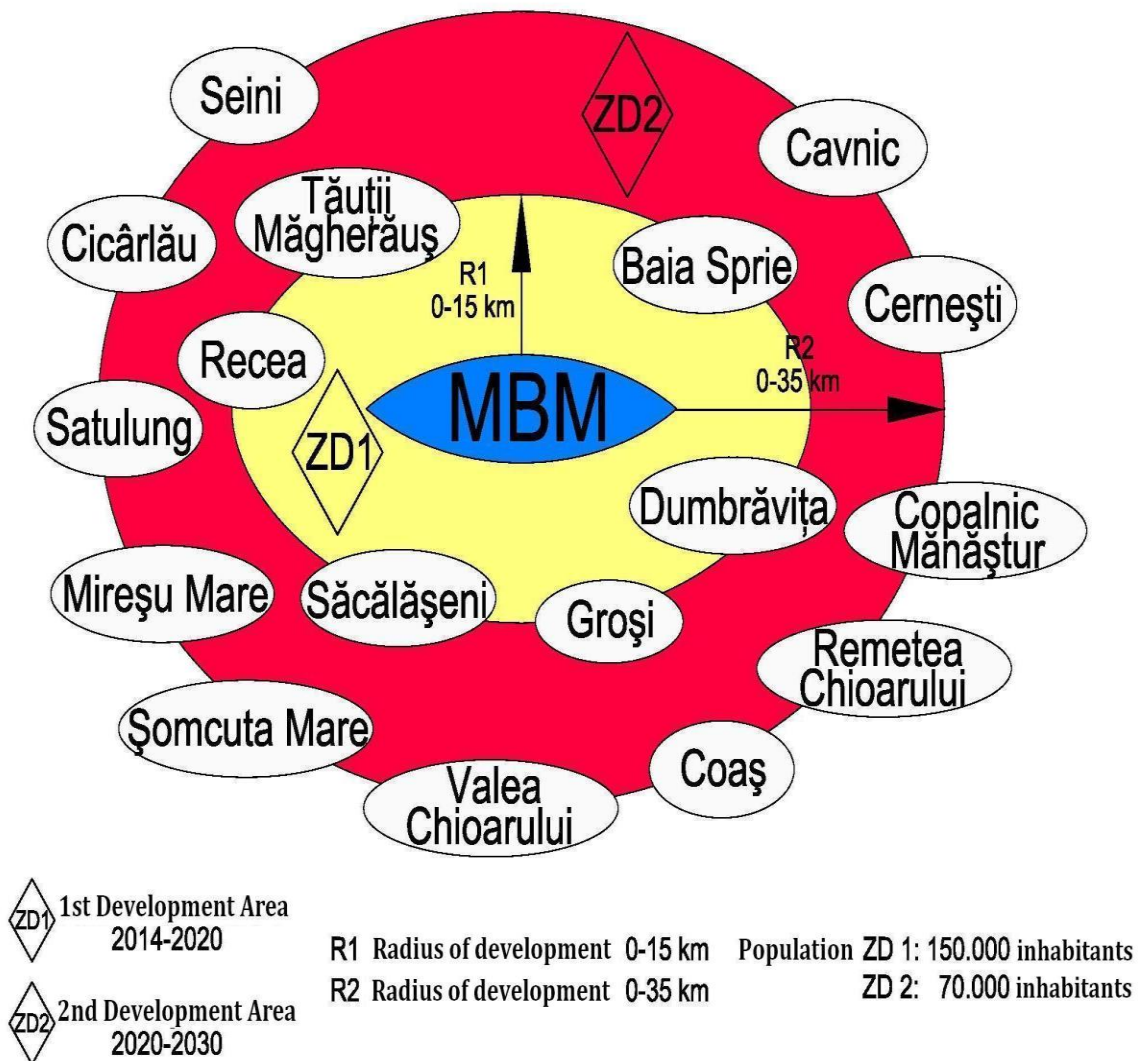 Seini
ZD2
Cavnic
Tăuţii
Măgherăuş
Cicârlău
Baia Sprie
R1
0-15 km
Cerneşti
Recea
R2
0-35 km
MBM
Satulung
ZD1
Dumbrăviţa
Copalnic
Mănăştur
Mireşu Mare
Săcălăşeni
Groşi
Remetea
Chioarului
Şomcuta Mare
Coaş
Valea
Chioarului
ZD1 1st Development Area
2014-2020
R1 Radius of development 0-15 km Population ZD 1: 150.000 inhabitants
R2 Radius of development 0-35 km ZD 2: 70.000 inhabitants
ZD2 2nd Development Area
2020-2030